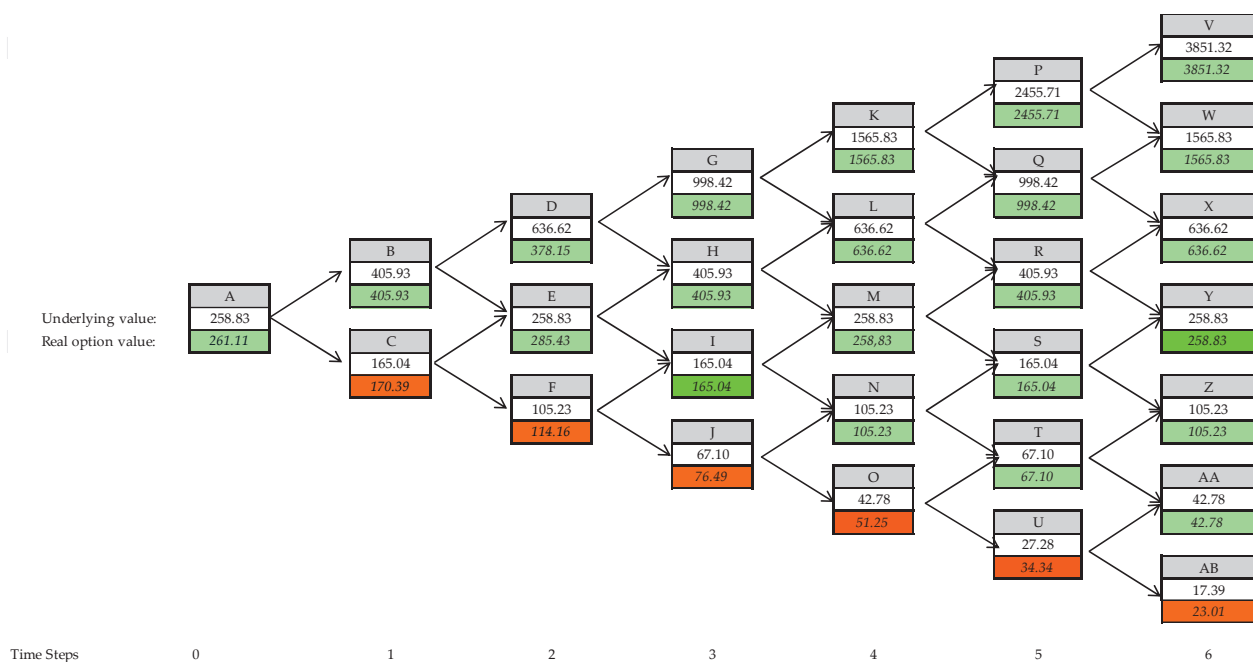 V
3851.32
3851.32
P
2455.71
2455.71
K
1565.83
1565.83
W
1565.83
1565.83
G
998.42
998.42
Q
998.42
998.42
D
636.62
378.15
L
636.62
636.62
X
636.62
636.62
B
405.93
405.93
H
405.93
405.93
R
405.93
405.93
A
Underlying value: 258.83
Real option value: 261.11
E
258.83
285.43
M
258.83
258,83
Y
258.83
258.83
C
165.04
170.39
I
165.04
165.04
S
165.04
165.04
F
105.23
114.16
N
105.23
105.23
Z
105.23
105.23
J
67.10
76.49
T
67.10
67.10
O
42.78
51.25
AA
42.78
42.78
U
27.28
34.34
AB
17.39
23.01
Time Steps 0 1 2 3 4 5 6